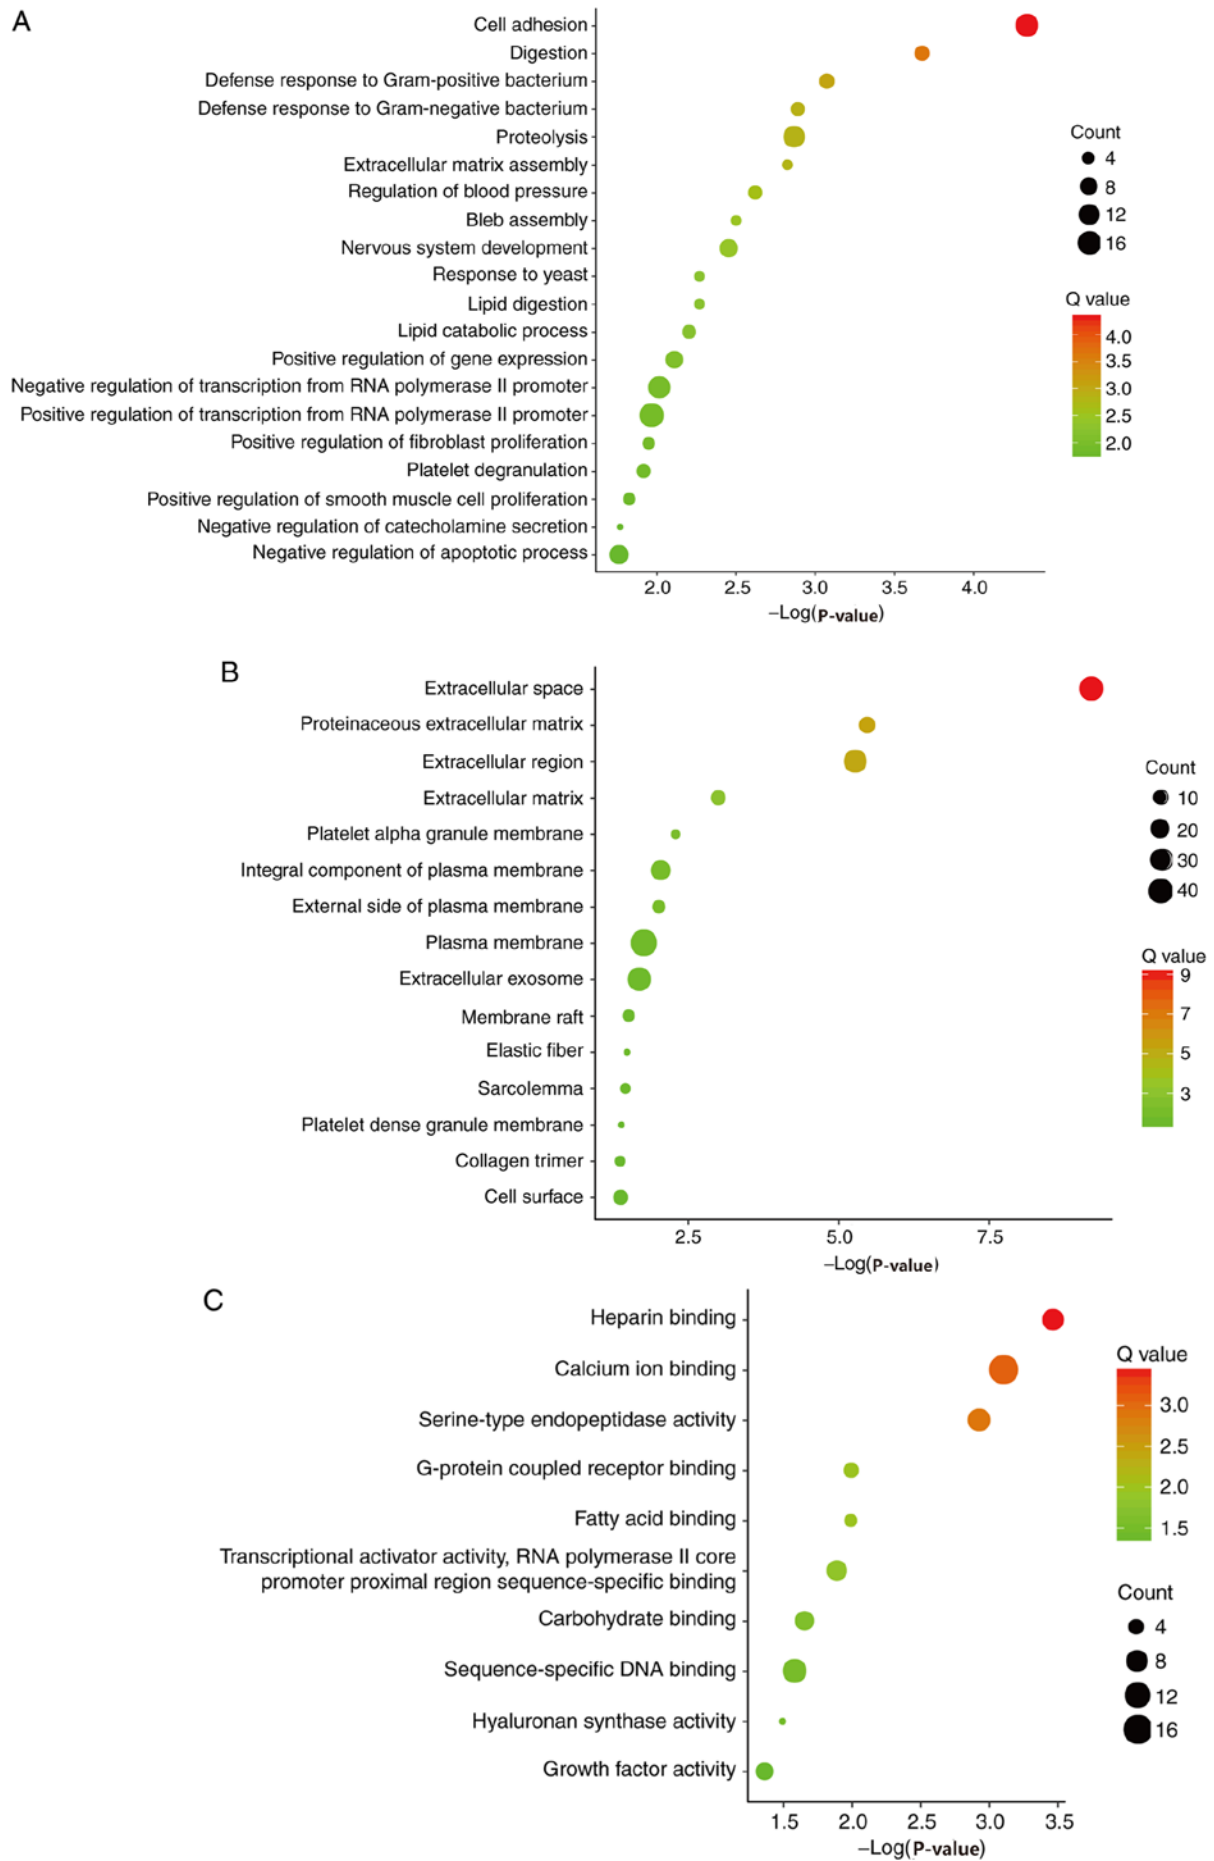 A
Cell adhesion
Digestion
Defense response to Gram-positive bacterium
Defense response to Gram-negative bacterium
Proteolysis
Extracellular matrix assembly
Regulation of blood pressure
Bleb assembly
Nervous system development
Response to yeast
Lipid digestion
Lipid catabolic process
Positive regulation of gene expression
Negative regulation of transcription from RNA polymerase II promoter
Positive regulation of transcription from RNA polymerase II promoter
Positive regulation of fibroblast proliferation
Platelet degranulation
Positive regulation of smooth muscle cell proliferation
Negative regulation of catecholamine secretion
Negative regulation of apoptotic process
2.0 2.5 3.0 3.5 4.0
−Log(P-value)
Count
4
8
12
16
Q value
4.0
3.5
3.0
2.5
2.0
B
Extracellular space
Proteinaceous extracellular matrix
Extracellular region
Extracellular matrix
Platelet alpha granule membrane
Integral component of plasma membrane
External side of plasma membrane
Plasma membrane
Extracellular exosome
Membrane raft
Elastic fiber
Sarcolemma
Platelet dense granule membrane
Collagen trimer
Cell surface
2.5 5.0 7.5
−Log(P-value)
Count
10
20
30
40
Q value
9
7
5
3
C
Heparin binding
Calcium ion binding
Serine-type endopeptidase activity
G-protein coupled receptor binding
Fatty acid binding
Transcriptional activator activity, RNA polymerase II core
promoter proximal region sequence-specific binding
Carbohydrate binding
Sequence-specific DNA binding
Hyaluronan synthase activity
Growth factor activity
1.5 2.0 2.5 3.0 3.5
−Log(P-value)
Q value
3.0
2.5
2.0
1.5
Count
4
8
12
16